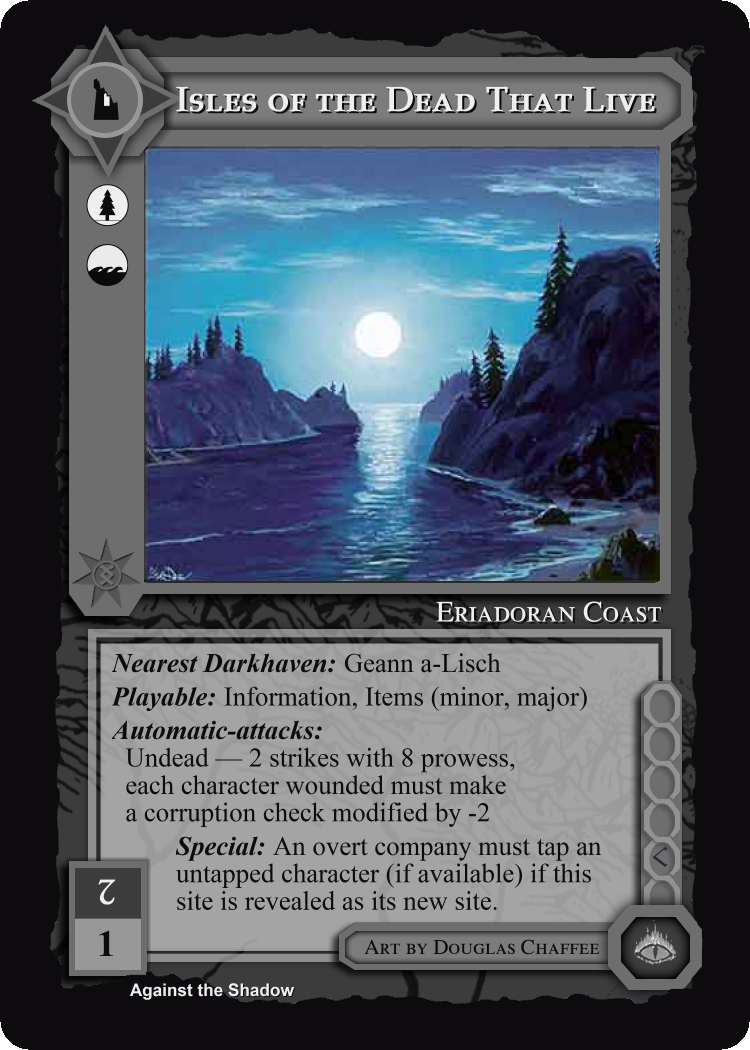 Isles of the Dead That Live
Eriadoran Coast
Nearest Darkhaven: Geann a-Lisch
Playable: Information, Items (minor, major)
Automatic-attacks:
Undead — 2 strikes with 8 prowess,
each character wounded must make
a corruption check modified by -2
Special: An overt company must tap an
untapped character (if available) if this
site is revealed as its new site.
2
1
Art by Douglas Chaffee
Against the Shadow